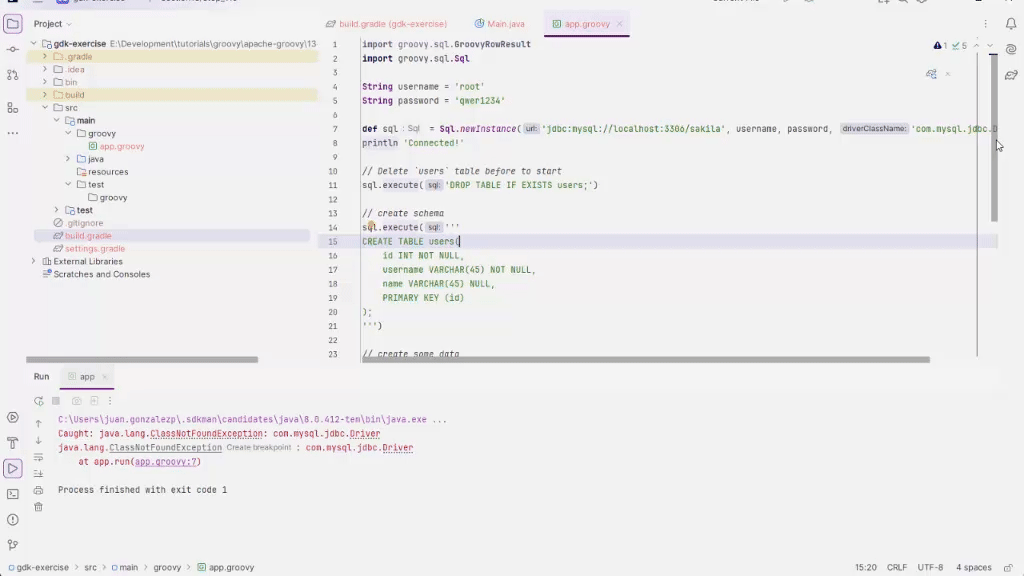 Project
build.gradle (gdk-exercise)
Main.java
app.groovy
gdk-exercise E:\Development\tutorials\groovy\apache-groovy\13
.gradle
.idea
bin
build
src
main
groovy
app.groovy
java
resources
test
groovy
test
.gitignore
build.gradle
settings.gradle
External Libraries
Scratches and Consoles
1 5
1 import groovy.sql.GroovyRowResult
2 import groovy.sql.Sql
3
4 String username = 'root'
5 String password = 'qwer1234'
6
7 def sql : Sql = Sql.newInstance( url: 'jdbc:mysql://localhost:3306/sakila', username, password, driverClassName: 'com.mysql.jdbc.D
8 println 'Connected!'
9
10 // Delete `users` table before to start
11 sql.execute( sql: 'DROP TABLE IF EXISTS users;')
12
13 // create schema
14 sql.execute( sql: '''
15 CREATE TABLE users(
16 id INT NOT NULL,
17 username VARCHAR(45) NOT NULL,
18 name VARCHAR(45) NULL,
19 PRIMARY KEY (id)
20 );
21 ''')
22
23 // create some data
Run app
C:\Users\juan.gonzalezp\.sdkman\candidates\java\8.0.412-tem\bin\java.exe ...
Caught: java.lang.ClassNotFoundException: com.mysql.jdbc.Driver
java.lang.ClassNotFoundException Create breakpoint : com.mysql.jdbc.Driver
at app.run(app.groovy:7)
Process finished with exit code 1
gdk-exercise > src > main > groovy > app.groovy
15:20 CRLF UTF-8 4 spaces